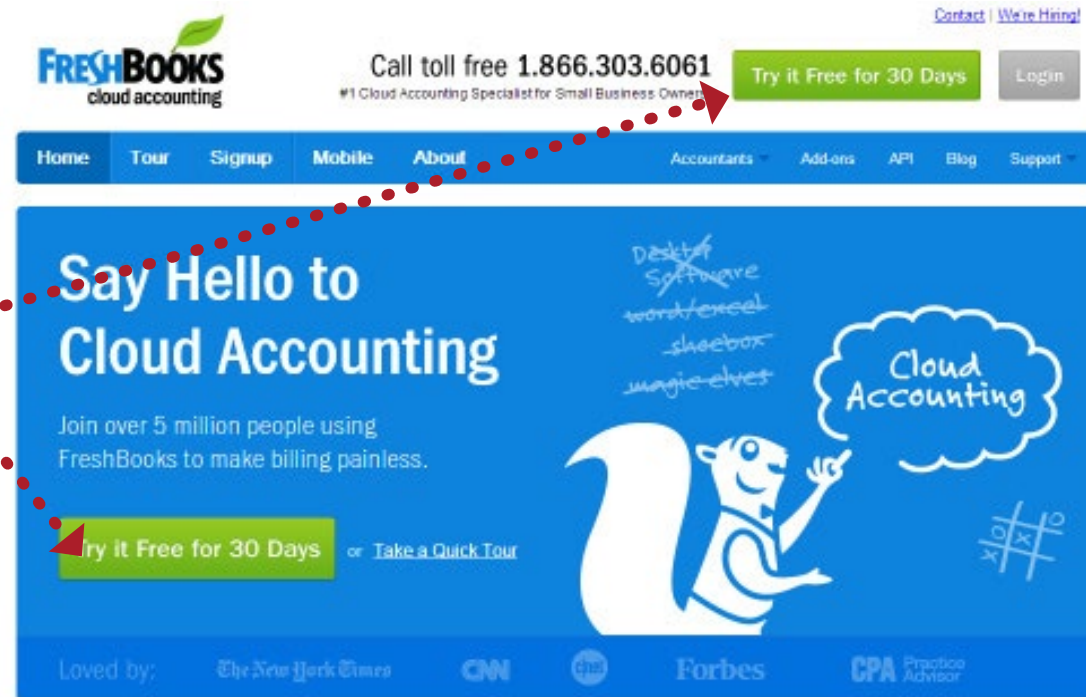 Contact | We're Hiring!
FRESHBOOKS
cloud accounting
Call toll free 1.866.303.6061
#1 Cloud Accounting Specialist for Small Business Owners
Try it Free for 30 Days
Login
Home Tour Signup Mobile About Accountants Add-ons API Blog Support
Say Hello to
Cloud Accounting
Join over 5 million people using
FreshBooks to make billing painless.
Try it Free for 30 Days or Take a Quick Tour
Desktop
Software
word/excel
shoebox
magic elves
Cloud
Accounting
x o
o x
x
Loved by: The New York Times CNN cnet Forbes CPA Practice
Advisor